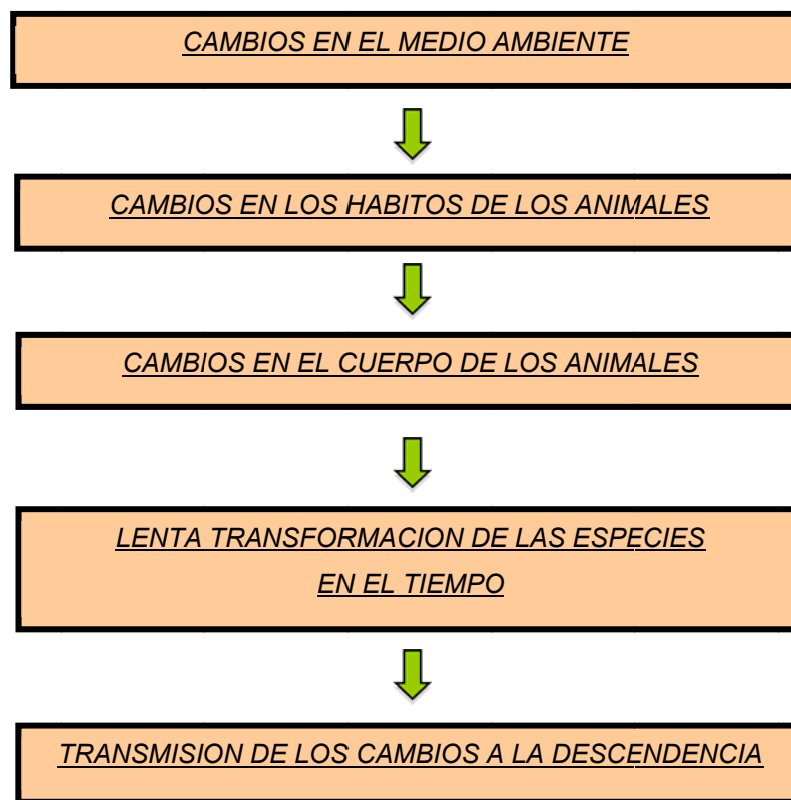 CAMBIOS EN EL MEDIO AMBIENTE
CAMBIOS EN LOS HABITOS DE LOS ANIMALES
CAMBIOS EN EL CUERPO DE LOS ANIMALES
LENTA TRANSFORMACION DE LAS ESPECIES
EN EL TIEMPO
TRANSMISION DE LOS CAMBIOS A LA DESCENDENCIA